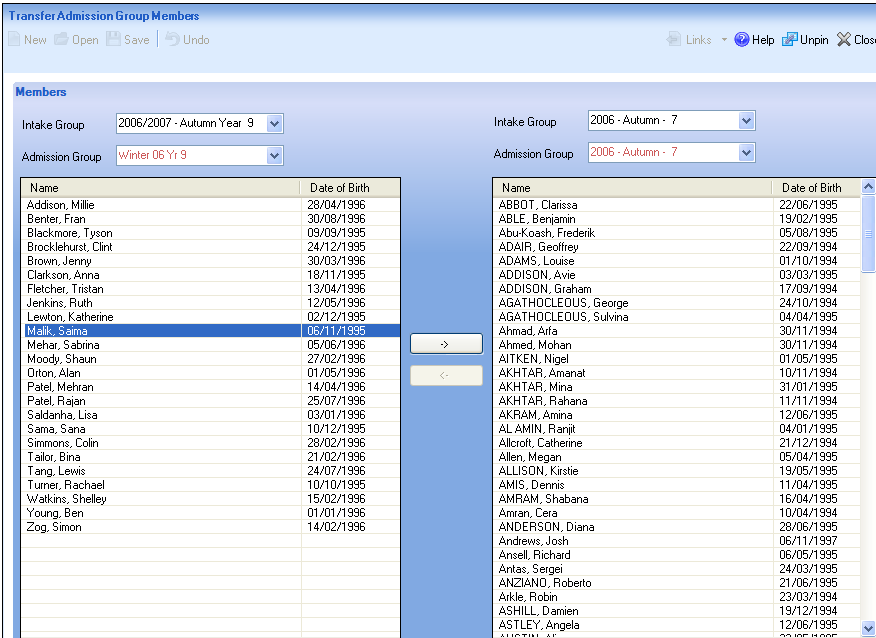 Transfer Admission Group Members
New Open Save Undo Links Help Unpin Close
Members
Intake Group 2006/2007 - Autumn Year 9
Admission Group Winter 06 Yr 9
Name Date of Birth
Addison, Millie 28/04/1996
Benter, Fran 30/08/1996
Blackmore, Tyson 09/09/1995
Brocklehurst, Clint 24/12/1995
Brown, Jenny 30/03/1996
Clarkson, Anna 18/11/1995
Fletcher, Tristan 13/04/1996
Jenkins, Ruth 12/05/1996
Lewton, Katherine 02/12/1995
Malik, Saima 06/11/1995
Mehar, Sabrina 05/06/1996
Moody, Shaun 27/02/1996
Orton, Alan 01/05/1996
Patel, Mehran 14/04/1996
Patel, Rajan 25/07/1996
Saldanha, Lisa 03/01/1996
Sama, Sana 10/12/1995
Simmons, Colin 28/02/1996
Tailor, Bina 21/02/1996
Tang, Lewis 24/07/1996
Turner, Rachael 10/10/1995
Watkins, Shelley 15/02/1996
Young, Ben 01/01/1996
Zog, Simon 14/02/1996
->
<-
Intake Group 2006 - Autumn - 7
Admission Group 2006 - Autumn - 7
Name Date of Birth
ABBOT, Clarissa 22/06/1995
ABLE, Benjamin 19/02/1995
Abu-Koash, Frederik 05/08/1995
ADAIR, Geoffrey 22/09/1994
ADAMS, Louise 01/10/1994
ADDISON, Avie 03/03/1995
ADDISON, Graham 17/09/1994
AGATHOCLEOUS, George 24/10/1994
AGATHOCLEOUS, Sulvina 04/04/1995
Ahmad, Arfa 30/11/1994
Ahmed, Mohan 30/11/1994
AITKEN, Nigel 01/05/1995
AKHTAR, Amanat 10/11/1994
AKHTAR, Mina 31/01/1995
AKHTAR, Rahana 11/11/1994
AKRAM, Amina 12/06/1995
AL AMIN, Ranjit 04/01/1995
Allcroft, Catherine 21/12/1994
Allen, Megan 05/04/1995
ALLISON, Kirstie 19/05/1995
AMIS, Dennis 11/04/1995
AMRAM, Shabana 16/04/1995
Amran, Cera 10/04/1994
ANDERSON, Diana 28/06/1995
Andrews, Josh 06/11/1997
Ansell, Richard 06/05/1995
Antas, Sergei 24/03/1995
ANZIANO, Roberto 21/06/1995
Arkle, Robin 23/03/1994
ASHILL, Damien 19/12/1994
ASTLEY, Angela 12/06/1995